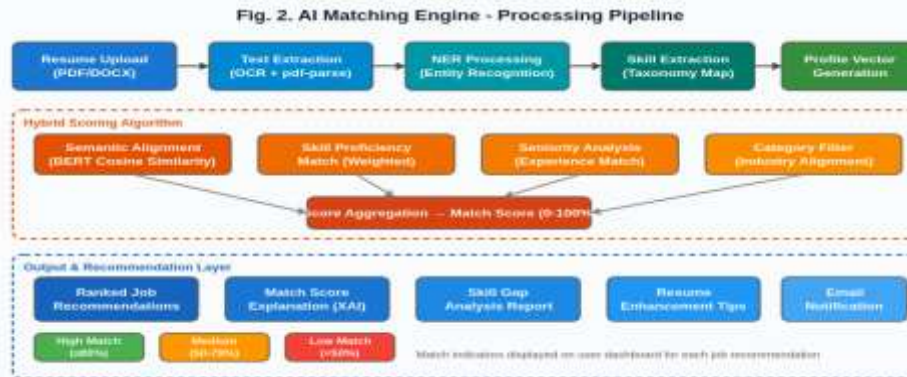 Fig. 2. AI Matching Engine - Processing Pipeline
Resume Upload
(PDF/DOCX)
Text Extraction
(OCR + pdf-parse)
NER Processing
(Entity Recognition)
Skill Extraction
(Taxonomy Map)
Profile Vector
Generation
Hybrid Scoring Algorithm
Semantic Alignment
(BERT Cosine Similarity)
Skill Proficiency
Match (Weighted)
Seniority Analysis
(Experience Match)
Category Filter
(Industry Alignment)
Score Aggregation → Match Score (0-100%
Output & Recommendation Layer
Ranked Job
Recommendations
Match Score
Explanation (XAI)
Skill Gap
Analysis Report
Resume
Enhancement Tips
Email
Notification
High Match
Medium
Low Match
(<50%)
Match indicators displayed on user dashboard for each job recommendation